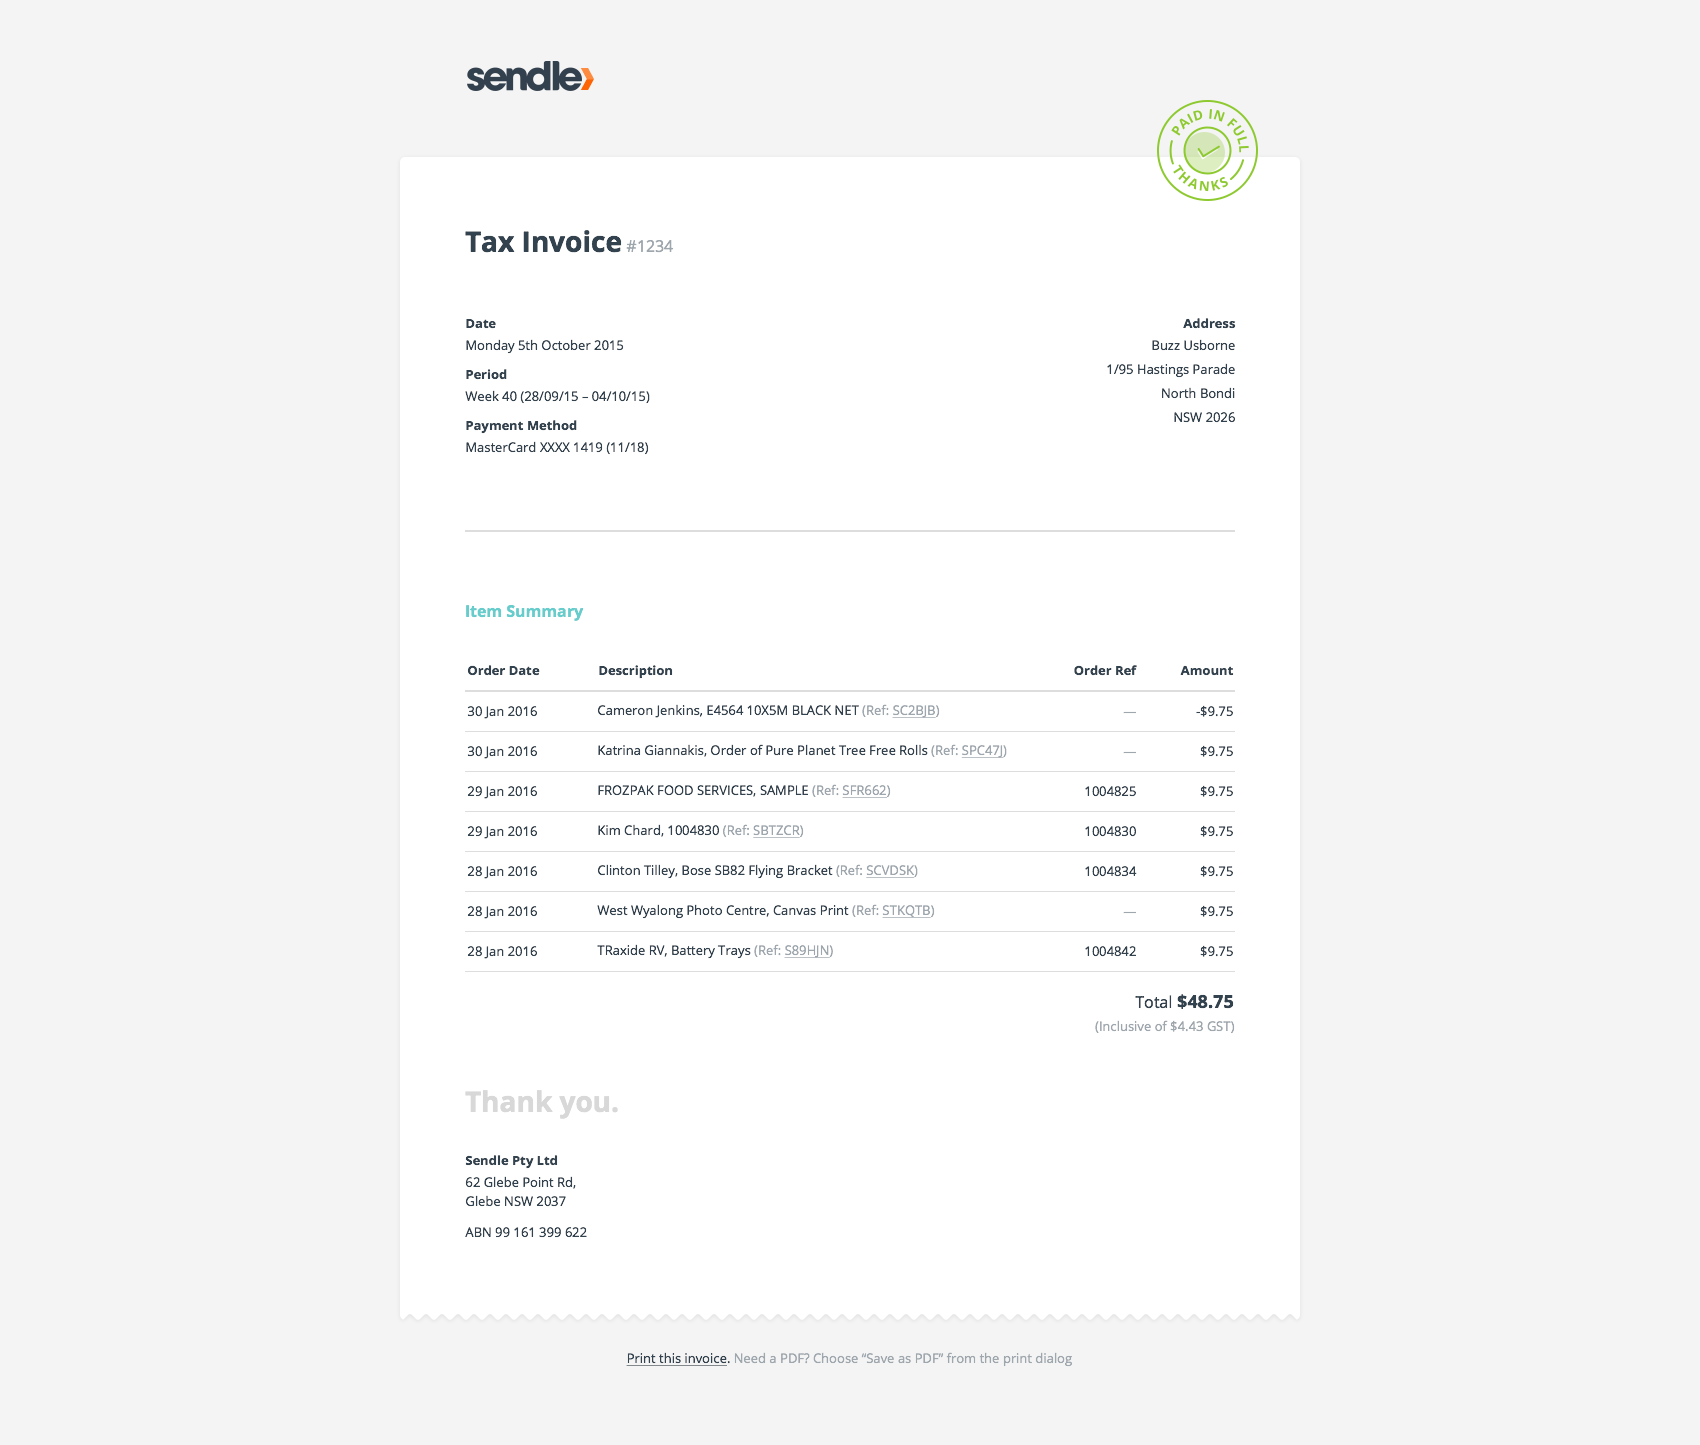 sendle
PAID IN FULL
THANKS
Tax Invoice #1234
Date
Monday 5th October 2015
Period
Week 40 (28/09/15 – 04/10/15)
Payment Method
MasterCard XXXX 1419 (11/18)
Address
Buzz Usborne
1/95 Hastings Parade
North Bondi
NSW 2026
Item Summary
Order Date Description Order Ref Amount
30 Jan 2016 Cameron Jenkins, E4564 10X5M BLACK NET (Ref: SC2BJB) — -$9.75
30 Jan 2016 Katrina Giannakis, Order of Pure Planet Tree Free Rolls (Ref: SPC47J) — $9.75
29 Jan 2016 FROZPAK FOOD SERVICES, SAMPLE (Ref: SFR662) 1004825 $9.75
29 Jan 2016 Kim Chard, 1004830 (Ref: SBTZCR) 1004830 $9.75
28 Jan 2016 Clinton Tilley, Bose SB82 Flying Bracket (Ref: SCVDSK) 1004834 $9.75
28 Jan 2016 West Wyalong Photo Centre, Canvas Print (Ref: STKQTB) — $9.75
28 Jan 2016 TRaxide RV, Battery Trays (Ref: S89HJN) 1004842 $9.75
Total $48.75
(Inclusive of $4.43 GST)
Thank you.
Sendle Pty Ltd
62 Glebe Point Rd,
Glebe NSW 2037
ABN 99 161 399 622
Print this invoice. Need a PDF? Choose “Save as PDF” from the print dialog